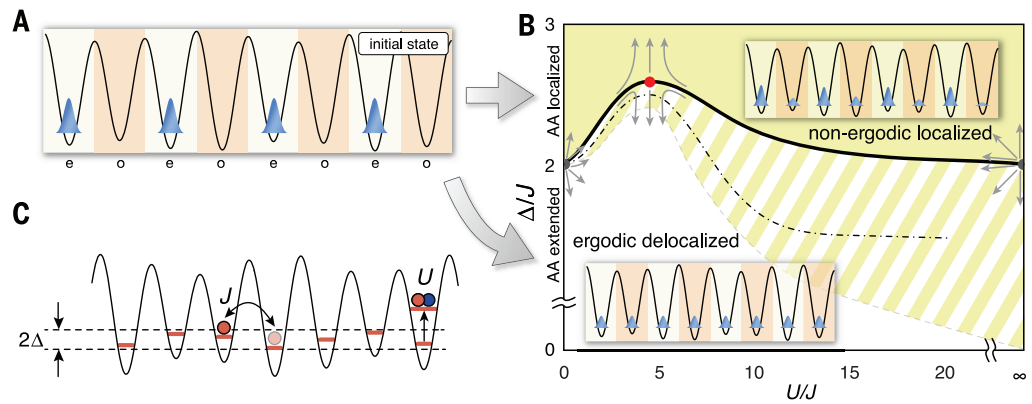 A
initial state
e o e o e o e o
B
3
2
0
Δ/J
AA localized
AA extended
non-ergodic localized
ergodic delocalized
0 5 10 15 20 ∞
U/J
C
J
U
2Δ